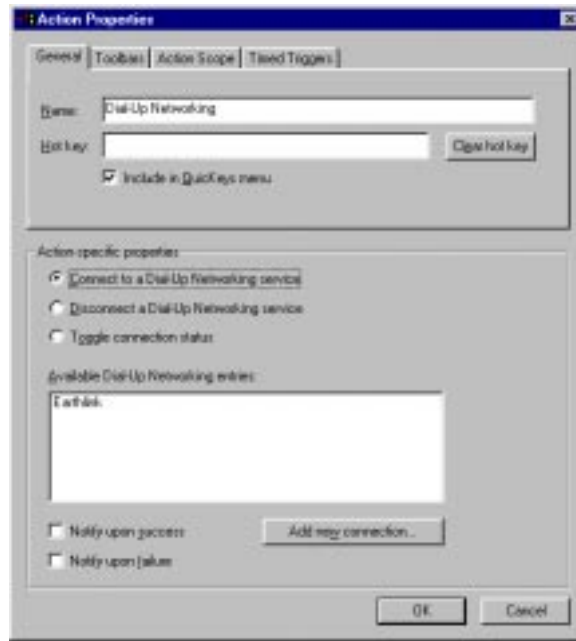 Action Properties
General Toolbars Action Scope Timed Triggers
Name: Dial-Up Networking
Hot key: Clear hot key
Include in QuicKeys menu
Action-specific properties
Connect to a Dial-Up Networking service
Disconnect a Dial-Up Networking service
Toggle connection status
Available Dial-Up Networking entries:
Earthlink
Notify upon success Add new connection...
Notify upon failure
OK Cancel